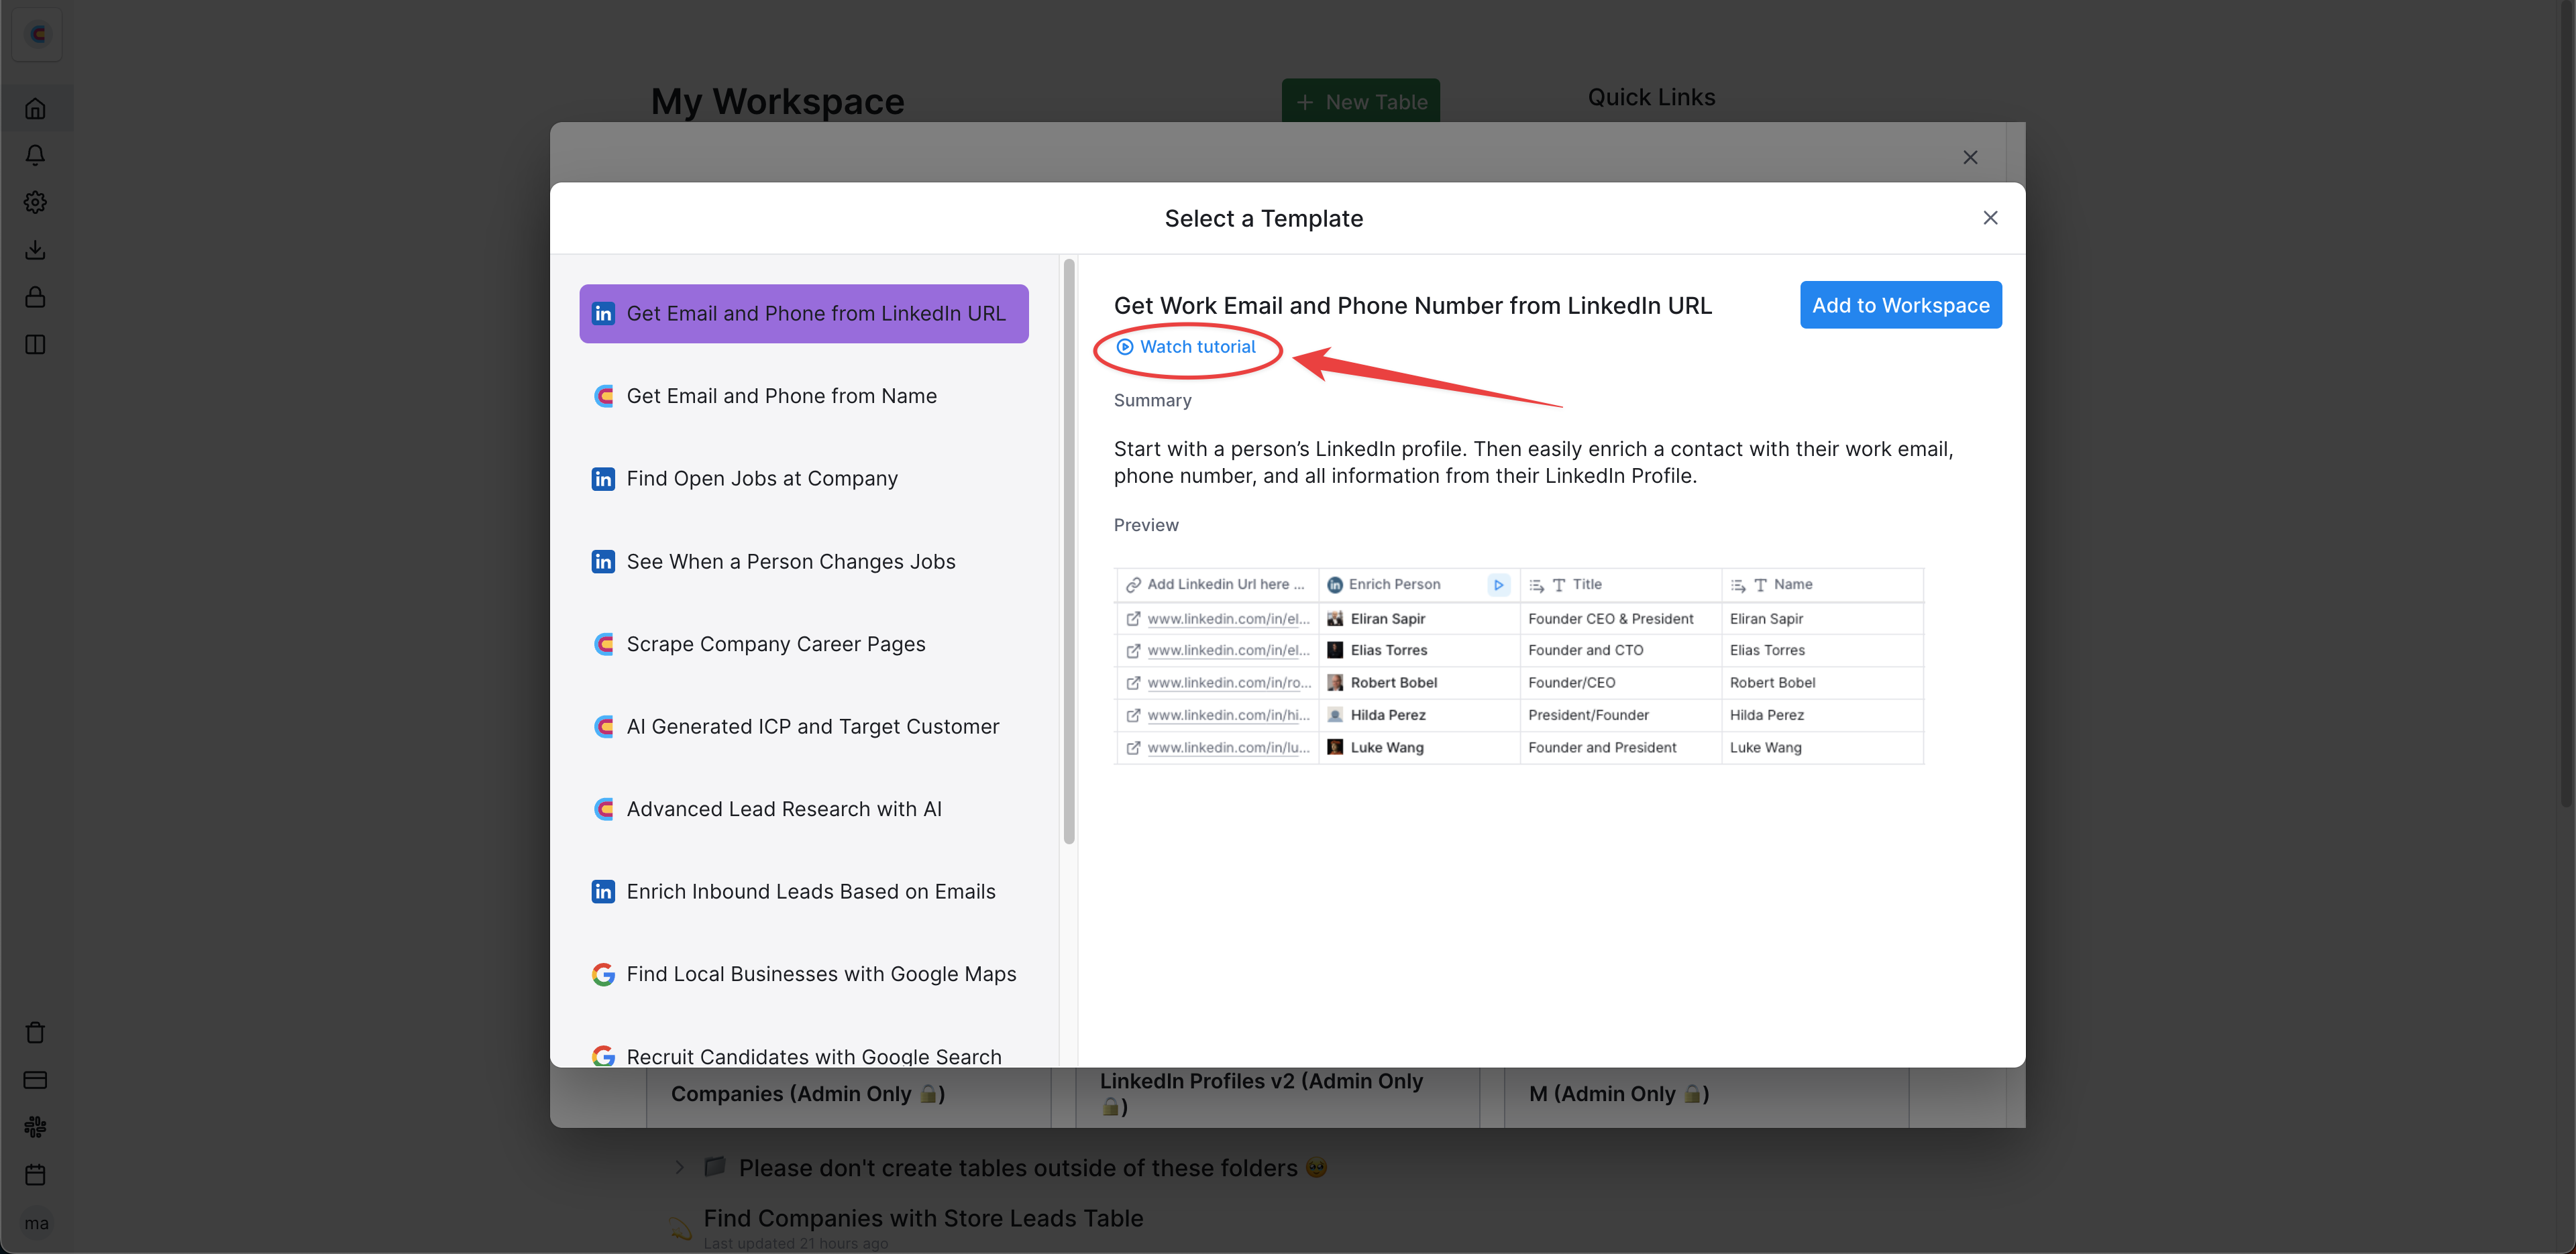 My Workspace
+ New Table
Quick Links
Select a Template
Get Email and Phone from LinkedIn URL
Get Email and Phone from Name
Find Open Jobs at Company
See When a Person Changes Jobs
Scrape Company Career Pages
AI Generated ICP and Target Customer
Advanced Lead Research with AI
Enrich Inbound Leads Based on Emails
Find Local Businesses with Google Maps
Recruit Candidates with Google Search
Get Work Email and Phone Number from LinkedIn URL
Add to Workspace
Watch tutorial
Summary
Start with a person’s LinkedIn profile. Then easily enrich a contact with their work email,
phone number, and all information from their LinkedIn Profile.
Preview
Add Linkedin Url here ... Enrich Person Title Name
www.linkedin.com/in/el... Eliran Sapir Founder CEO & President Eliran Sapir
www.linkedin.com/in/el... Elias Torres Founder and CTO Elias Torres
www.linkedin.com/in/ro... Robert Bobel Founder/CEO Robert Bobel
www.linkedin.com/in/hi... Hilda Perez President/Founder Hilda Perez
www.linkedin.com/in/lu... Luke Wang Founder and President Luke Wang
Companies (Admin Only 🔒)
LinkedIn Profiles v2 (Admin Only
🔒)
M (Admin Only 🔒)
Please don't create tables outside of these folders 🥹
Find Companies with Store Leads Table
Last updated 21 hours ago
ma